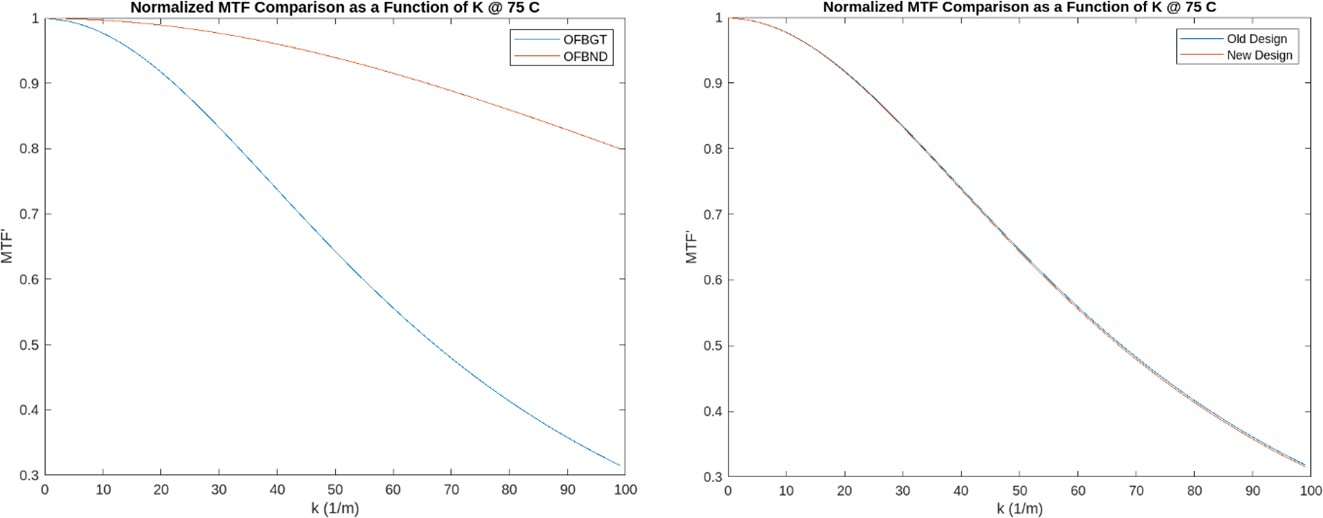 Normalized MTF Comparison as a Function of K @ 75 C
OFBGT
OFBND
MTF'
1
0.9
0.8
0.7
0.6
0.5
0.4
0.3
0 10 20 30 40 50 60 70 80 90 100
k (1/m)
Normalized MTF Comparison as a Function of K @ 75 C
Old Design
New Design
MTF'
1
0.9
0.8
0.7
0.6
0.5
0.4
0.3
0 10 20 30 40 50 60 70 80 90 100
k (1/m)